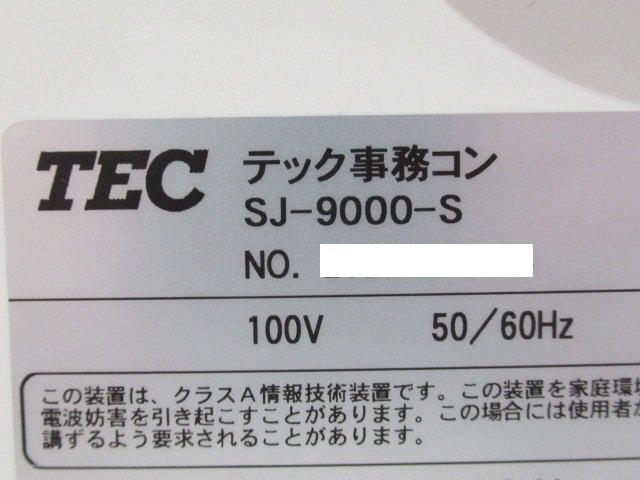 TEC
テック事務コン
SJ-9000-S
NO.
100V 50/60Hz
この装置は、クラスA情報技術装置です。この装置を家庭環
電波妨害を引き起こすことがあります。この場合には使用者
講ずるよう要求されることがあります。